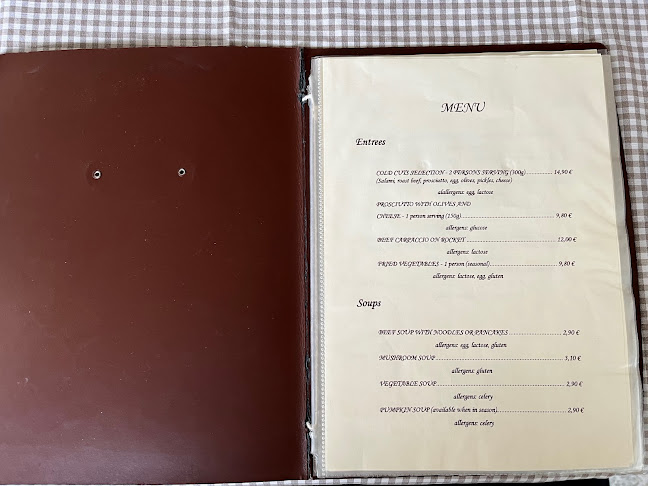 MENU
Entrees
COLD CUTS SELECTION - 2 PERSONS SERVING (300g) ............ 14,90 €
(Salami, roast beef, prosciutto, egg, olives, pickles, cheese)
alallergens: egg, lactose
PROSCIUTTO WITH OLIVES AND
CHEESE - 1 person serving (150g) ............ 9,80 €
allergens: glucose
BEEF CARPACCIO ON ROCKET ............ 12,00 €
allergens: lactose
FRIED VEGETABLES - 1 person (seasonal) ............ 9,80 €
allergens: lactose, egg, gluten
Soups
BEEF SOUP WITH NOODLES OR PANCAKES ............ 2,90 €
allergens: egg, lactose, gluten
MUSHROOM SOUP ............ 3,10 €
allergens: gluten
VEGETABLE SOUP ............ 2,90 €
allergens: celery
PUMPKIN SOUP (available when in season) ............ 2,90 €
allergens: celery